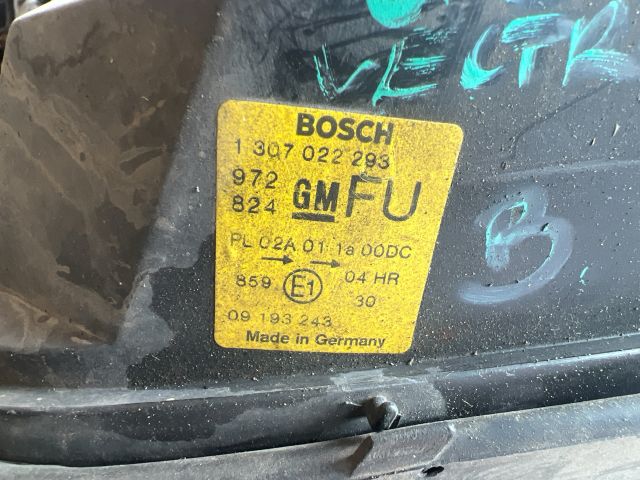 VECTR
BOSCH
1 307 022 293
972
824 GM FU
PL 02A 01 1a 00DC
→ →
859 E1 04 HR
30
09 193 243
Made in Germany
B